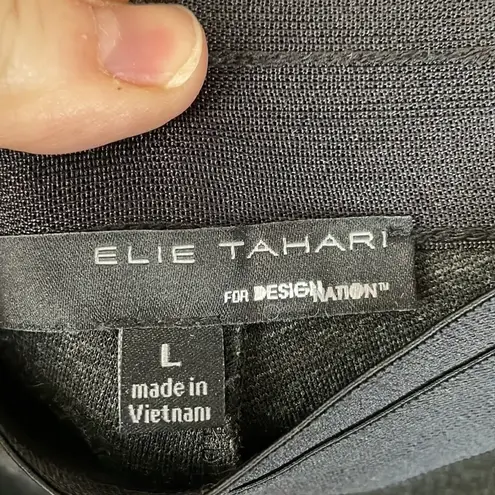 ELIE TAHARI
FOR DESIGNATION™
L
made in
Vietnam